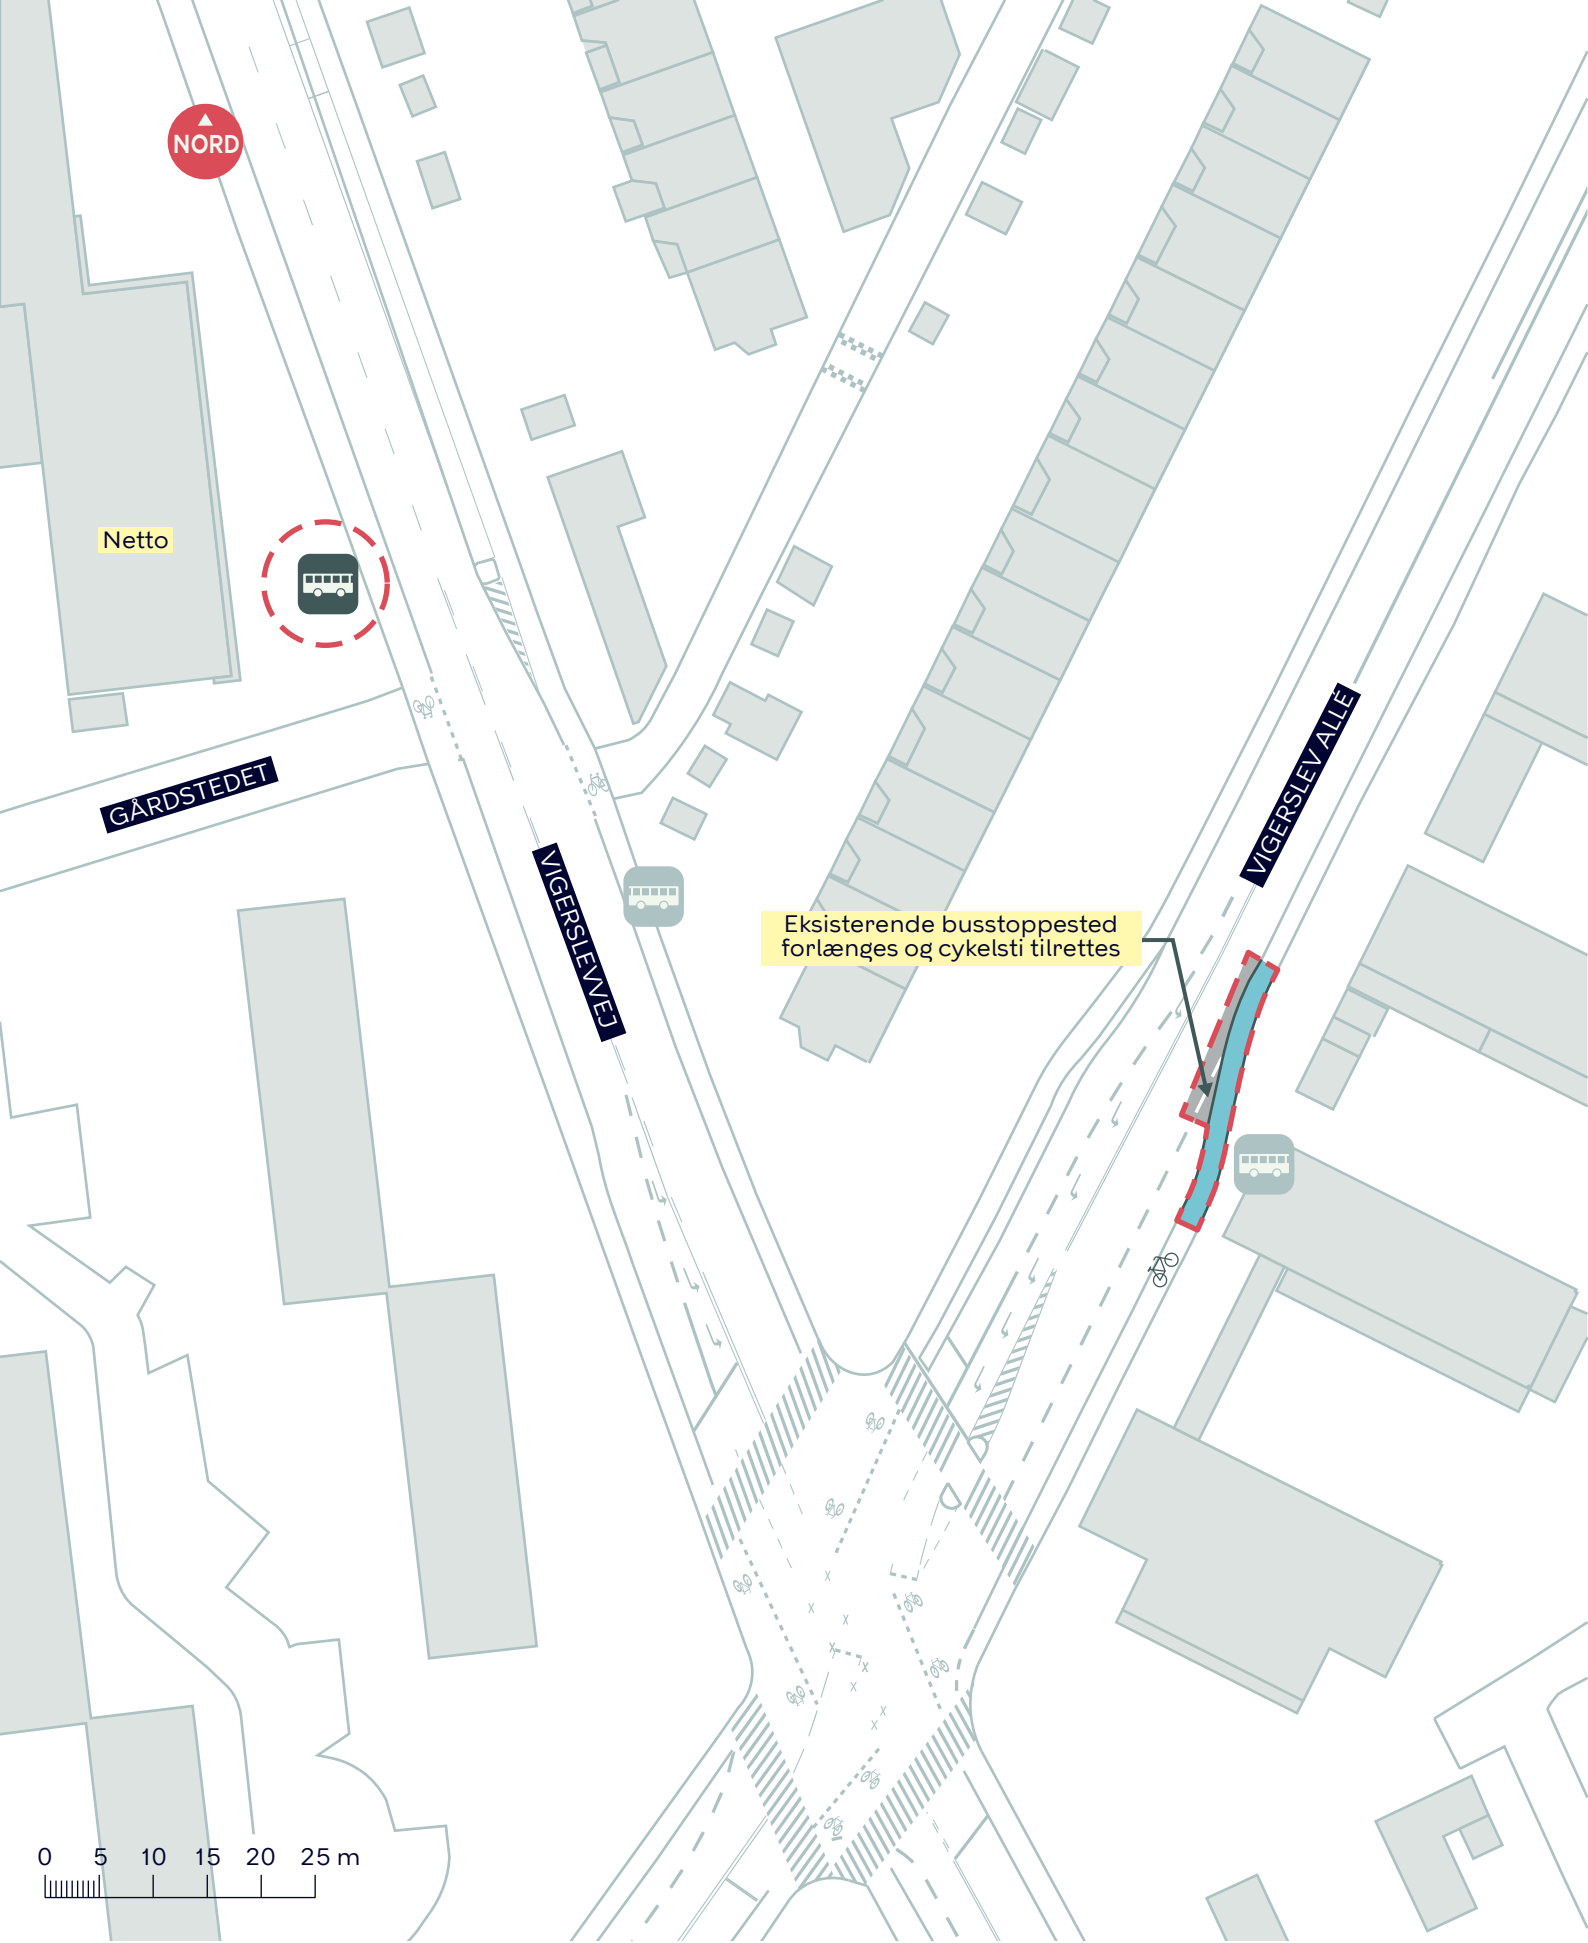 NORD
Netto
GÅRDSTEDET
VIGERSLEVVEJ
VIGERSLEV ALLÉ
Eksisterende busstoppested
forlænges og cykelsti tilrettes
0 5 10 15 20 25 m